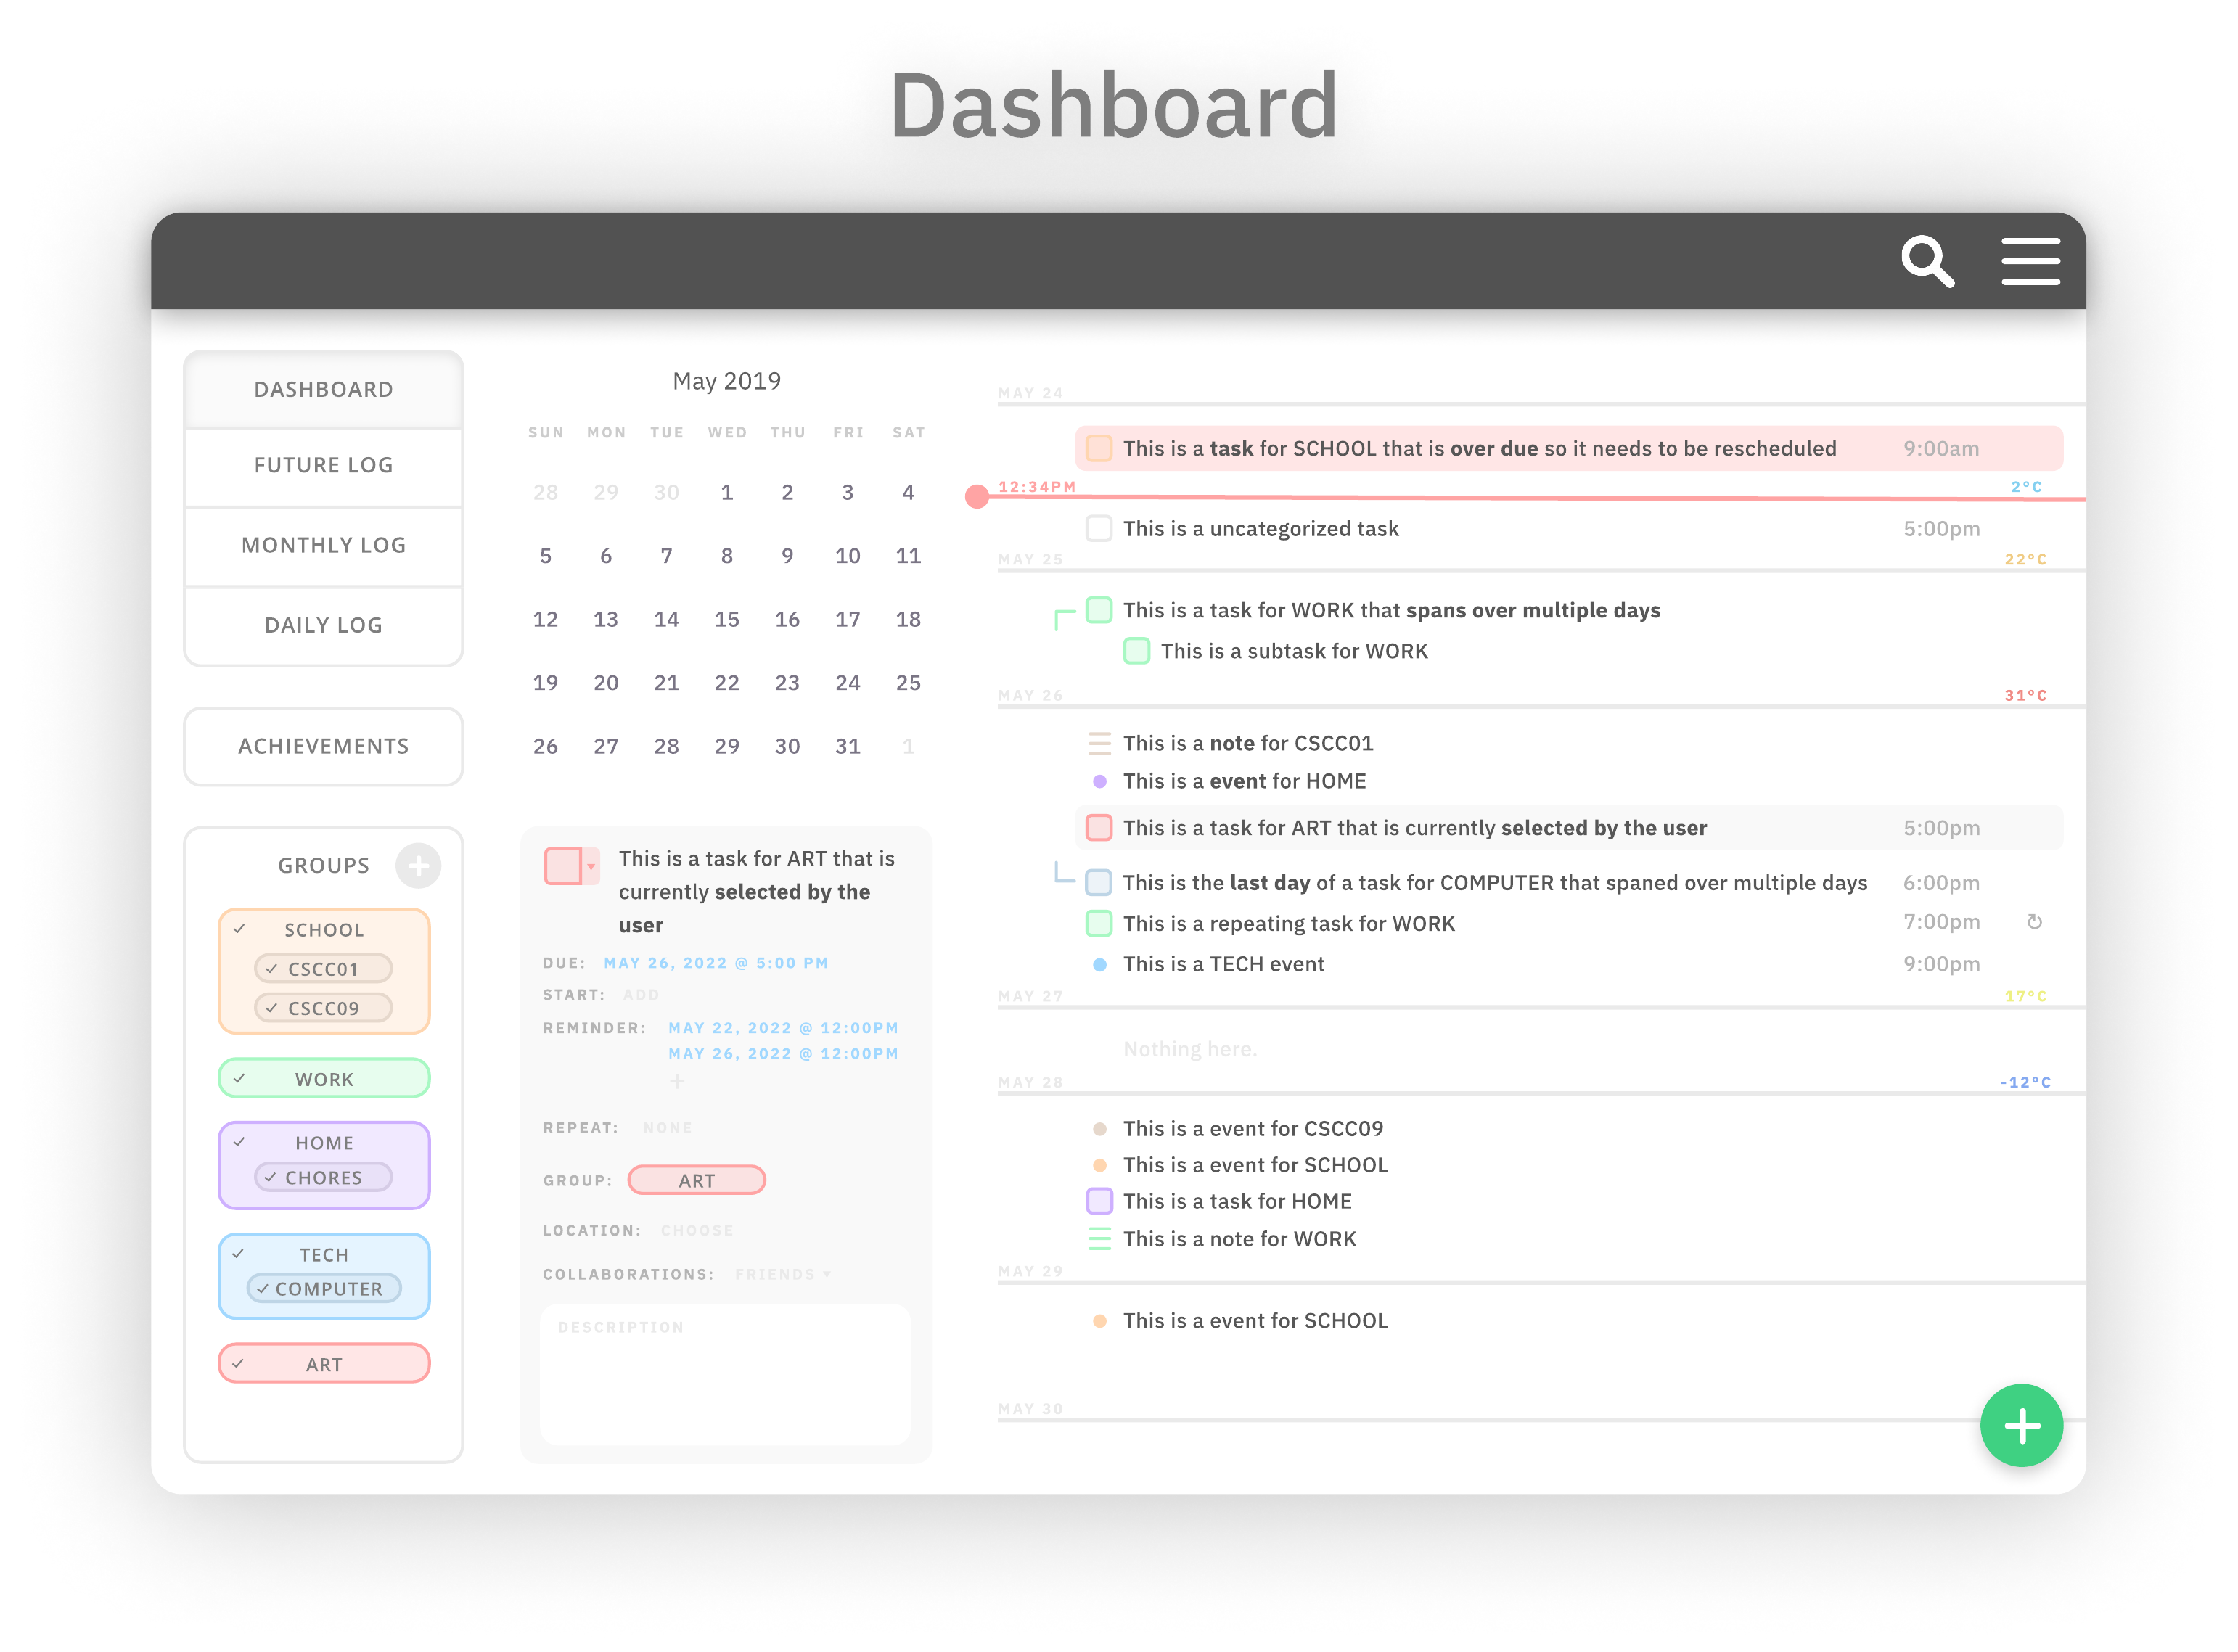 Dashboard
DASHBOARD
FUTURE LOG
MONTHLY LOG
DAILY LOG
ACHIEVEMENTS
GROUPS
SCHOOL
CSCC01
CSCC09
WORK
HOME
CHORES
TECH
COMPUTER
ART
May 2019
SUN MON TUE WED THU FRI SAT
28 29 30 1 2 3 4
5 6 7 8 9 10 11
12 13 14 15 16 17 18
19 20 21 22 23 24 25
26 27 28 29 30 31 1
This is a task for ART that is
currently selected by the
user
DUE: MAY 26, 2022 @ 5:00 PM
START: ADD
REMINDER: MAY 22, 2022 @ 12:00PM
MAY 26, 2022 @ 12:00PM
+
REPEAT: NONE
GROUP: ART
LOCATION: CHOOSE
COLLABORATIONS: FRIENDS
DESCRIPTION
MAY 24
This is a task for SCHOOL that is over due so it needs to be rescheduled 9:00am
12:34PM 2°C
This is a uncategorized task 5:00pm
MAY 25 22°C
This is a task for WORK that spans over multiple days
This is a subtask for WORK
MAY 26 31°C
This is a note for CSCC01
This is a event for HOME
This is a task for ART that is currently selected by the user 5:00pm
This is the last day of a task for COMPUTER that spaned over multiple days 6:00pm
This is a repeating task for WORK 7:00pm ↻
This is a TECH event 9:00pm
MAY 27 17°C
Nothing here.
MAY 28 -12°C
This is a event for CSCC09
This is a event for SCHOOL
This is a task for HOME
This is a note for WORK
MAY 29
This is a event for SCHOOL
MAY 30